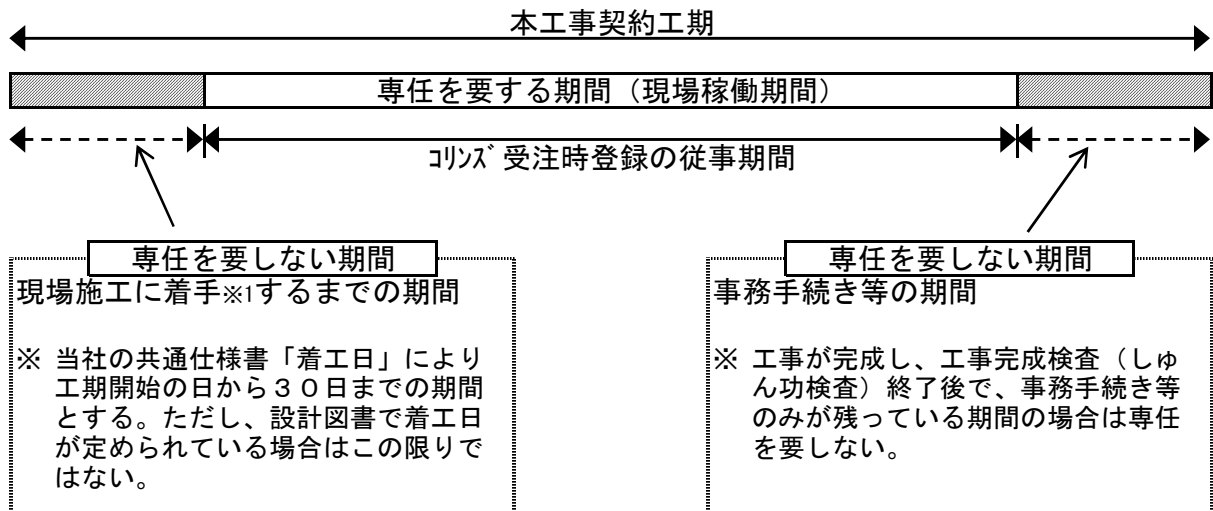 本工事契約工期
専任を要する期間（現場稼働期間）
ｺﾘﾝｽﾞ受注時登録の従事期間
専任を要しない期間
現場施工に着手※1するまでの期間
※ 当社の共通仕様書「着工日」により
工期開始の日から３０日までの期間
とする。ただし、設計図書で着工日
が定められている場合はこの限りで
はない。
専任を要しない期間
事務手続き等の期間
※ 工事が完成し、工事完成検査（しゅ
ん功検査）終了後で、事務手続き等
のみが残っている期間の場合は専任
を要しない。